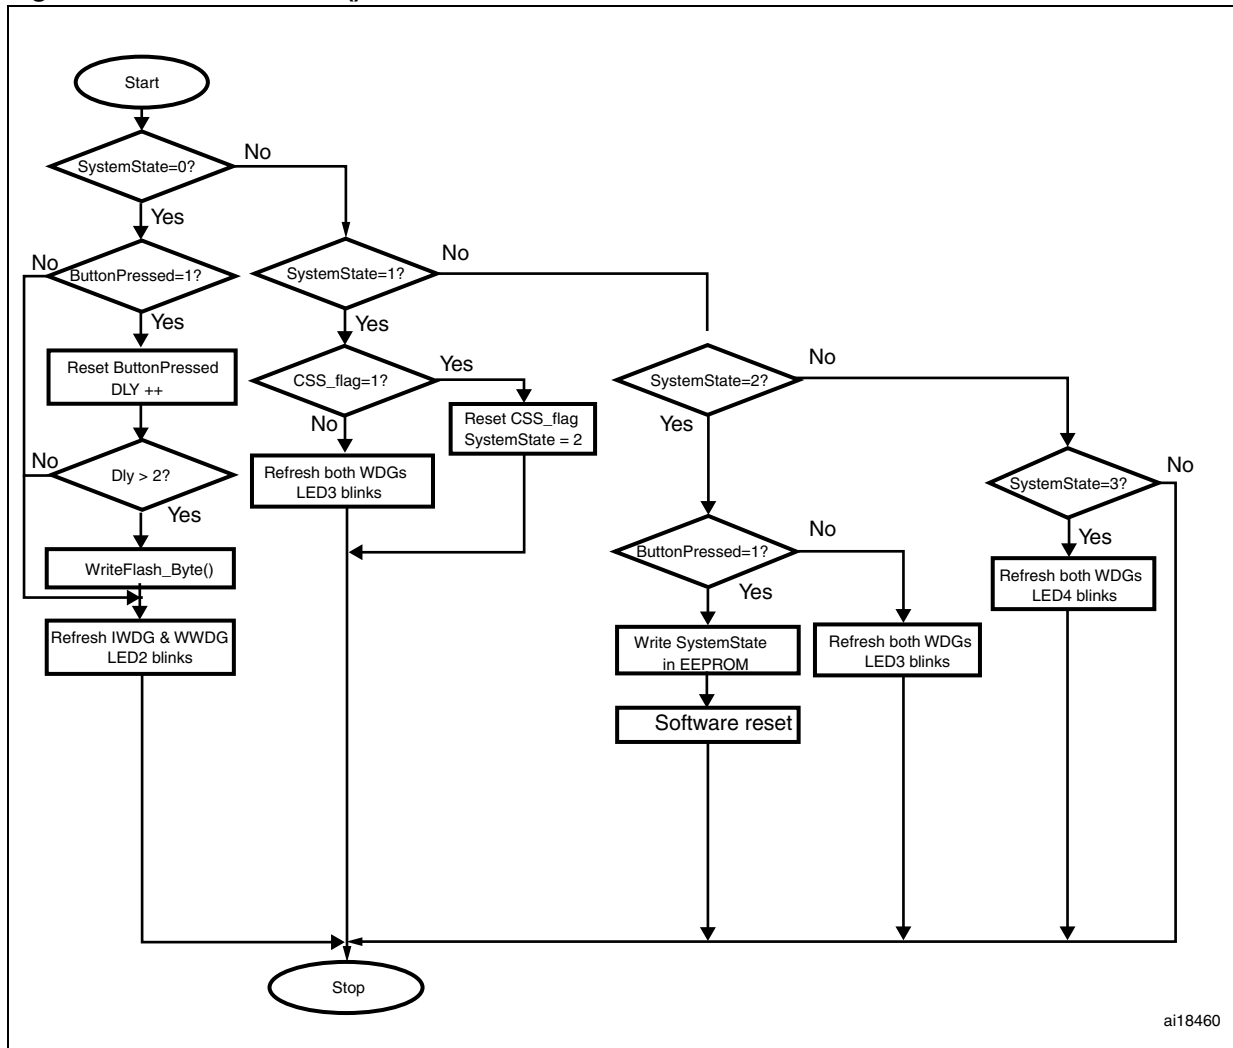 Start
SystemState=0?
No
Yes
No
ButtonPressed=1?
Yes
Reset ButtonPressed
DLY ++
No
Dly > 2?
Yes
WriteFlash_Byte()
Refresh IWDG & WWDG
LED2 blinks
SystemState=1?
No
Yes
CSS_flag=1?
Yes
No
Reset CSS_flag
SystemState = 2
Refresh both WDGs
LED3 blinks
SystemState=2?
No
Yes
ButtonPressed=1?
No
Yes
Write SystemState
in EEPROM
Software reset
Refresh both WDGs
LED3 blinks
SystemState=3?
No
Yes
Refresh both WDGs
LED4 blinks
Stop
ai18460